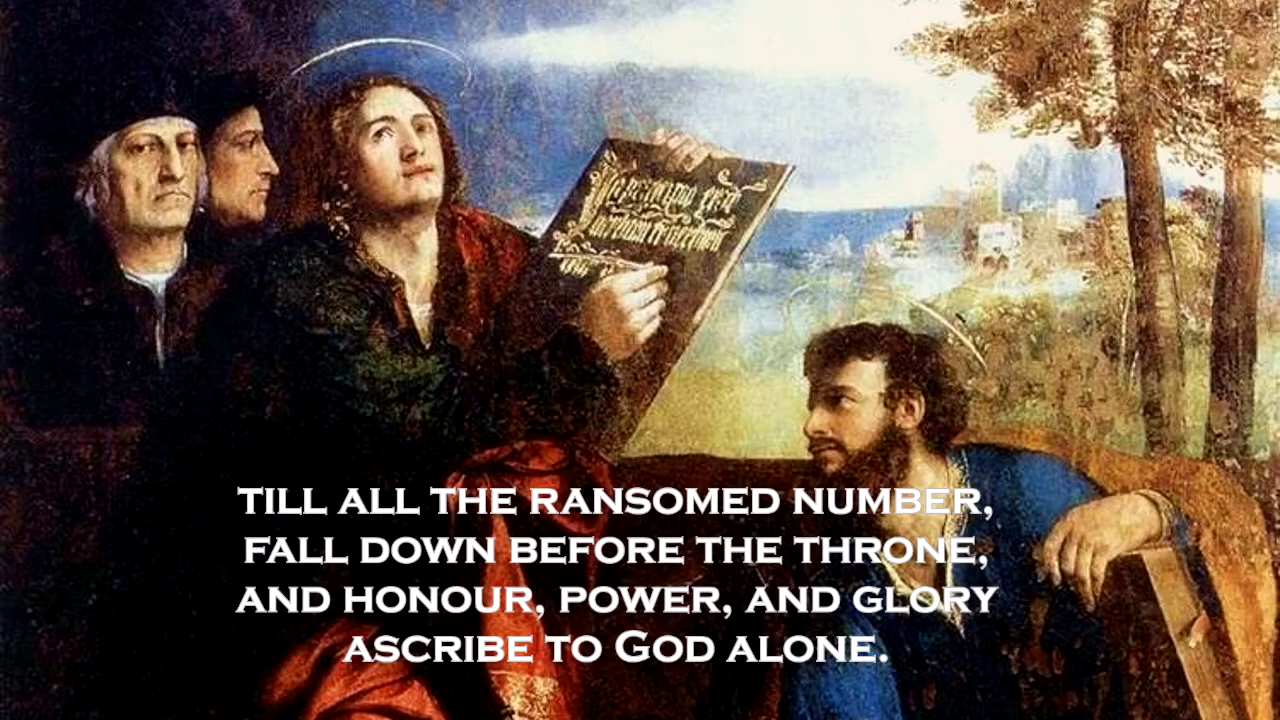 TILL ALL THE RANSOMED NUMBER,
FALL DOWN BEFORE THE THRONE,
AND HONOUR, POWER, AND GLORY
ASCRIBE TO GOD ALONE.